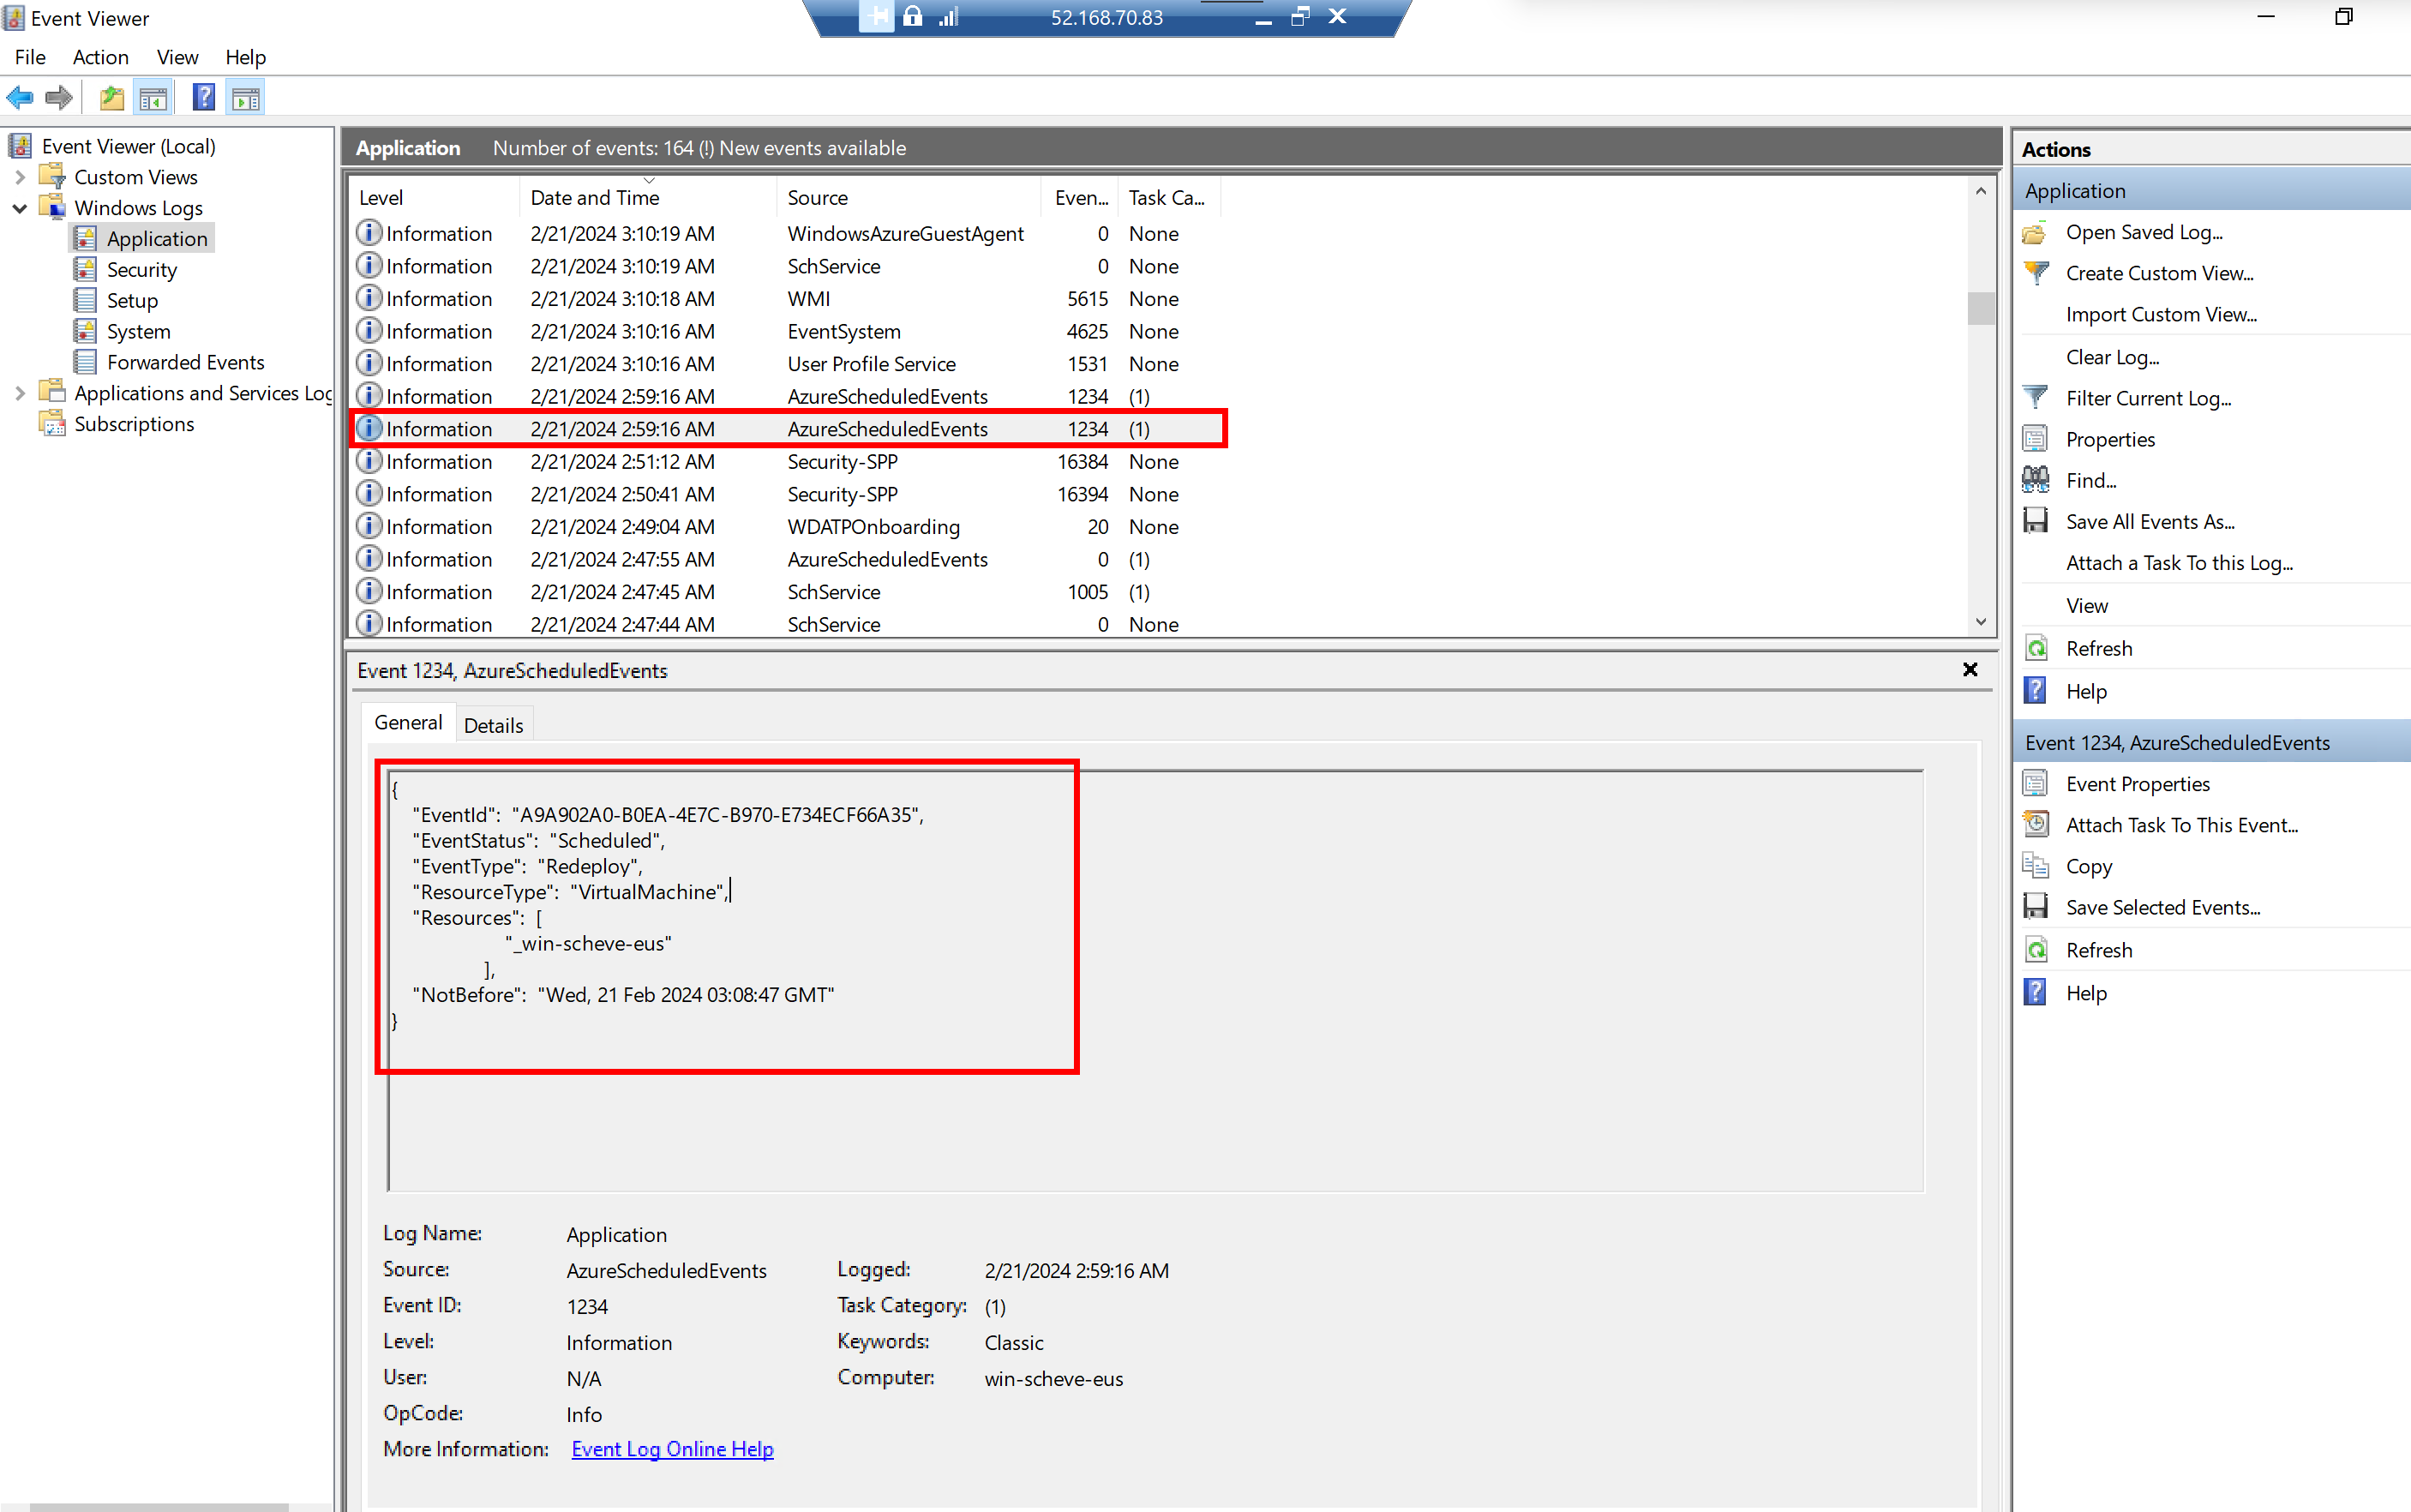 Event Viewer
52.168.70.83
File Action View Help
Event Viewer (Local)
Custom Views
Windows Logs
Application
Security
Setup
System
Forwarded Events
Applications and Services Log
Subscriptions
Application Number of events: 164 (!) New events available
Level Date and Time Source Even... Task Ca...
Information 2/21/2024 3:10:19 AM WindowsAzureGuestAgent 0 None
Information 2/21/2024 3:10:19 AM SchService 0 None
Information 2/21/2024 3:10:18 AM WMI 5615 None
Information 2/21/2024 3:10:16 AM EventSystem 4625 None
Information 2/21/2024 3:10:16 AM User Profile Service 1531 None
Information 2/21/2024 2:59:16 AM AzureScheduledEvents 1234 (1)
Information 2/21/2024 2:59:16 AM AzureScheduledEvents 1234 (1)
Information 2/21/2024 2:51:12 AM Security-SPP 16384 None
Information 2/21/2024 2:50:41 AM Security-SPP 16394 None
Information 2/21/2024 2:49:04 AM WDATPOnboarding 20 None
Information 2/21/2024 2:47:55 AM AzureScheduledEvents 0 (1)
Information 2/21/2024 2:47:45 AM SchService 1005 (1)
Information 2/21/2024 2:47:44 AM SchService 0 None
Event 1234, AzureScheduledEvents
General Details
{
"EventId": "A9A902A0-B0EA-4E7C-B970-E734ECF66A35",
"EventStatus": "Scheduled",
"EventType": "Redeploy",
"ResourceType": "VirtualMachine",
"Resources": [
"_win-scheve-eus"
],
"NotBefore": "Wed, 21 Feb 2024 03:08:47 GMT"
}
Log Name: Application
Source: AzureScheduledEvents Logged: 2/21/2024 2:59:16 AM
Event ID: 1234 Task Category: (1)
Level: Information Keywords: Classic
User: N/A Computer: win-scheve-eus
OpCode: Info
More Information: Event Log Online Help
Actions
Application
Open Saved Log...
Create Custom View...
Import Custom View...
Clear Log...
Filter Current Log...
Properties
Find...
Save All Events As...
Attach a Task To this Log...
View
Refresh
Help
Event 1234, AzureScheduledEvents
Event Properties
Attach Task To This Event...
Copy
Save Selected Events...
Refresh
Help